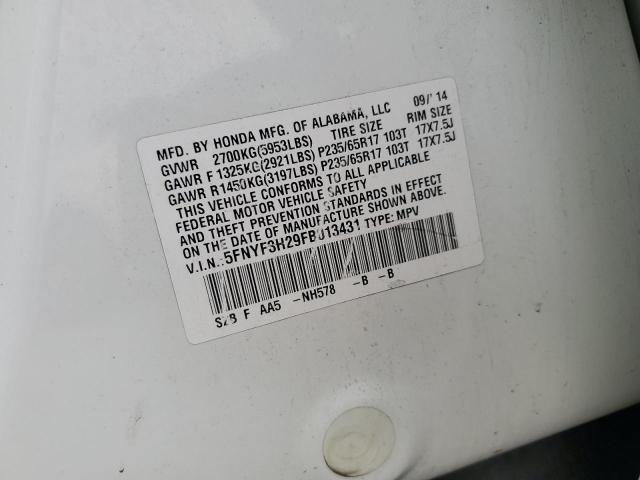 MFD. BY HONDA MFG. OF ALABAMA, LLC 09/'14
GVWR 2700KG(5953LBS) TIRE SIZE RIM SIZE
GAWR F 1325KG(2921LBS) P235/65R17 103T 17X7.5J
GAWR R 1450KG(3197LBS) P235/65R17 103T 17X7.5J
THIS VEHICLE CONFORMS TO ALL APPLICABLE
FEDERAL MOTOR VEHICLE SAFETY
AND THEFT PREVENTION STANDARDS IN EFFECT
ON THE DATE OF MANUFACTURE SHOWN ABOVE.
V.I.N.: 5FNYF3H29FB013431 TYPE: MPV
SZB F AA5 -NH578 -B -B